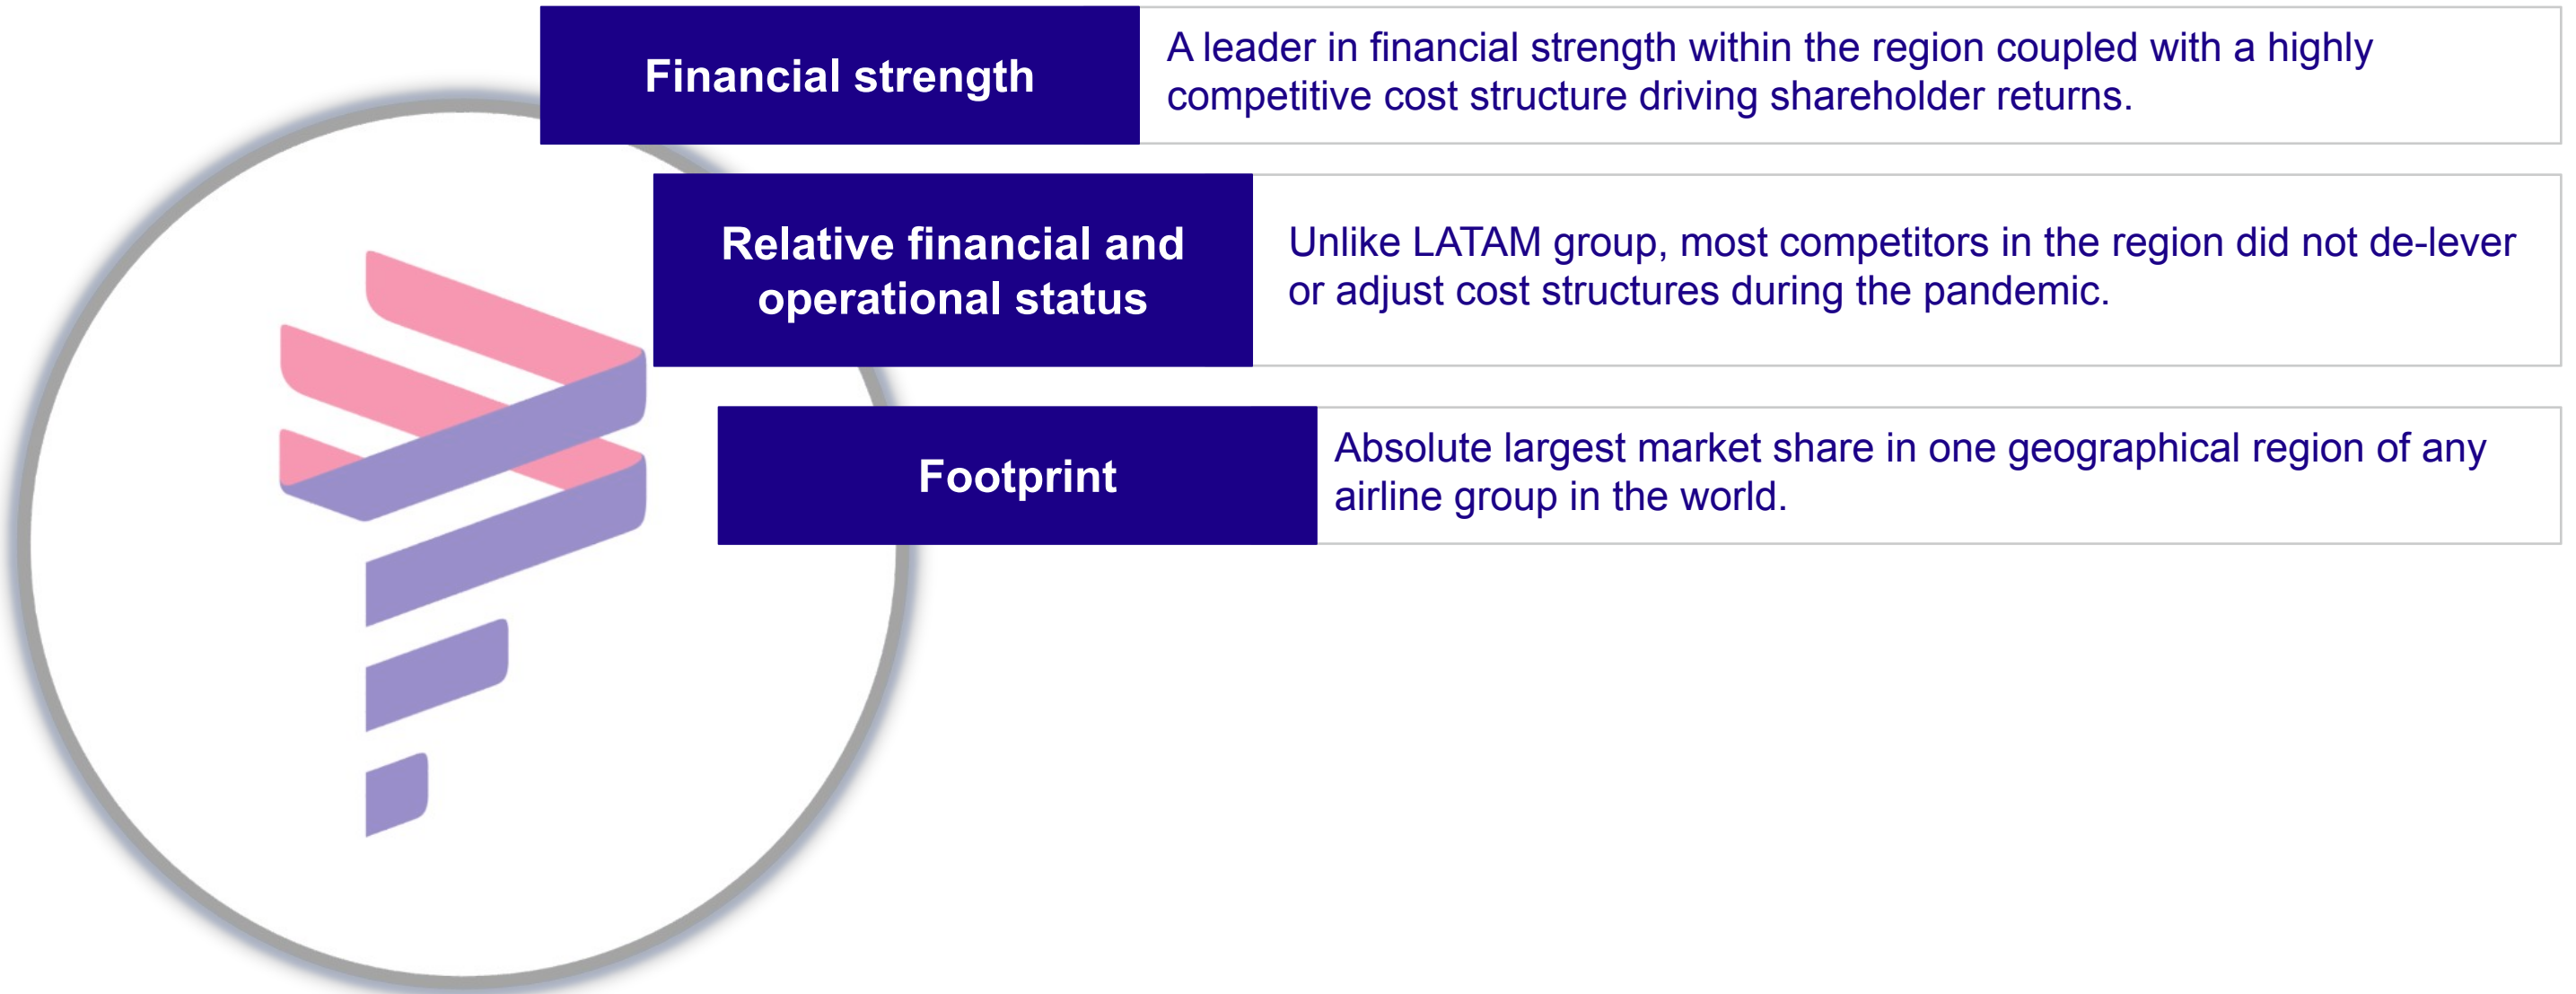 Financial strength
A leader in financial strength within the region coupled with a highly
competitive cost structure driving shareholder returns.
Relative financial and
operational status
Unlike LATAM group, most competitors in the region did not de-lever
or adjust cost structures during the pandemic.
Footprint
Absolute largest market share in one geographical region of any
airline group in the world.